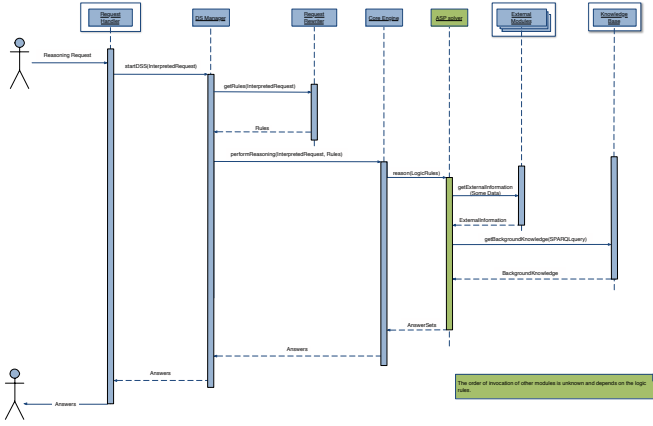 Request
Handler
DS Manager
Request
Rewriter
Core Engine
ASP solver
External
Modules
Knowledge
Base
Reasoning Request
startDSS(InterpretedRequest)
getRules(InterpretedRequest)
Rules
performReasoning(InterpretedRequest, Rules)
reason(LogicRules)
getExternalInformation
(Some Data)
ExternalInformation
getBackgroundKnowledge(SPARQLquery)
BackgroundKnowledge
AnswerSets
Answers
Answers
Answers
The order of invocation of other modules is unknown and depends on the logic
rules.